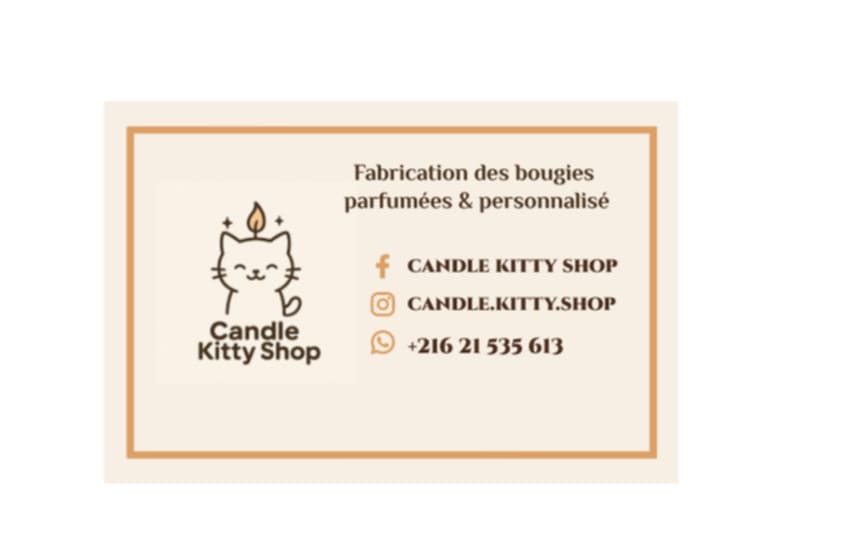 Fabrication des bougies
parfumées & personnalisé
Candle
Kitty Shop
CANDLE KITTY SHOP
CANDLE.KITTY.SHOP
+216 21 535 613